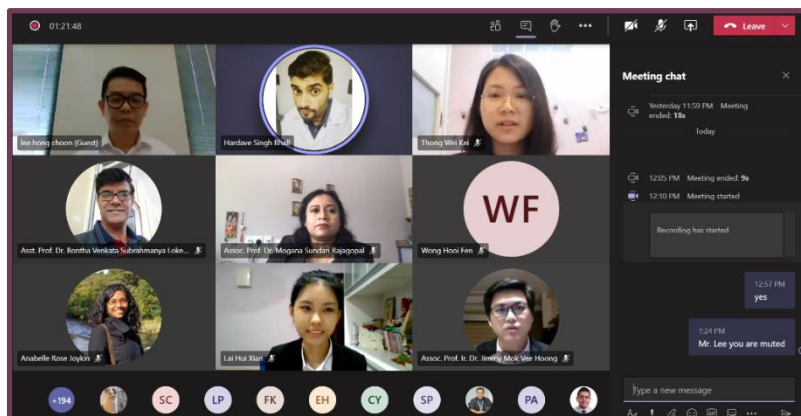 01:21:48
Leave
lee hong choon (Guest)
Hardave Singh Bhall
Thong Wei Kei
Asst. Prof. Dr. Bontha Venkata Subrahmanya Loke...
Assoc. Prof. Dr. Mogana Sundari Rajagopal
WF
Wong Hooi Fen
Anabelle Rose Joykin
Lai Hui Xian
Assoc. Prof. Ir. Dr. Jimmy Mok Vee Hoong
+194
SC
LP
FK
EH
CY
SP
PA
Meeting chat
Yesterday 11:59 PM Meeting
ended: 18s
Today
12:05 PM Meeting ended: 9s
12:10 PM Meeting started
Recording has started
12:57 PM
yes
1:24 PM
Mr. Lee you are muted
Type a new message